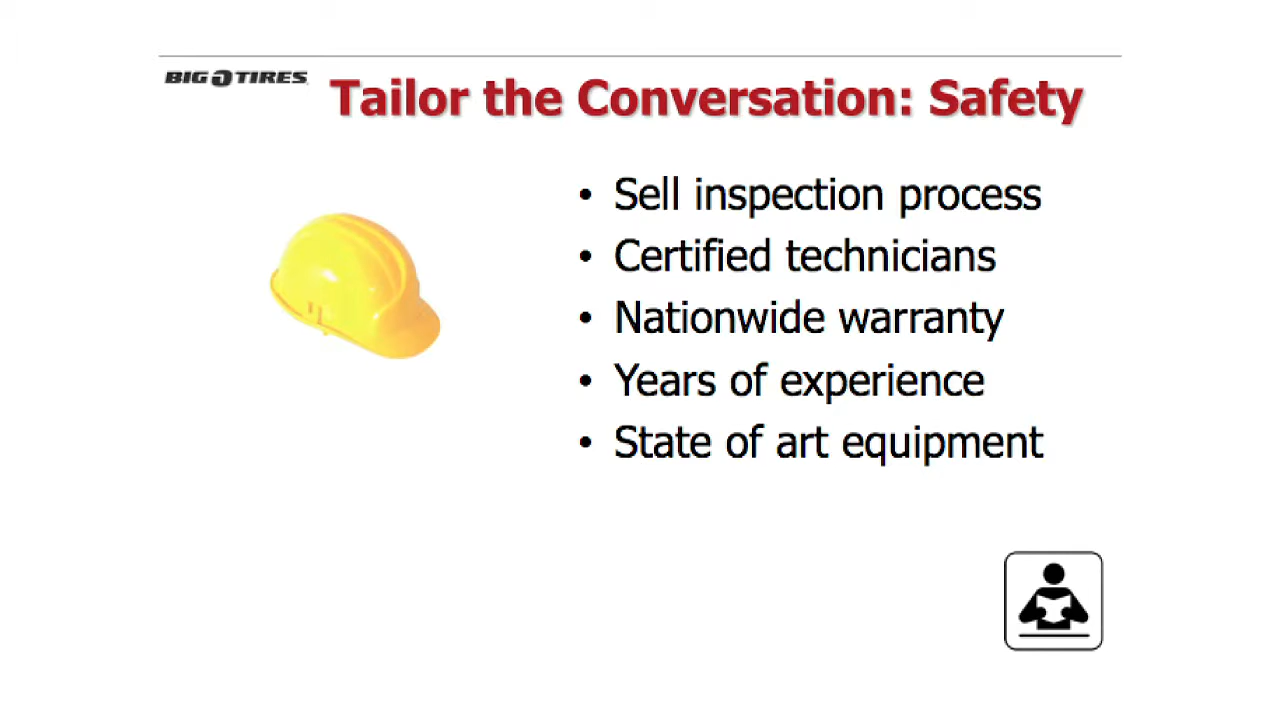 BIG O TIRES
Tailor the Conversation: Safety
• Sell inspection process
• Certified technicians
• Nationwide warranty
• Years of experience
• State of art equipment